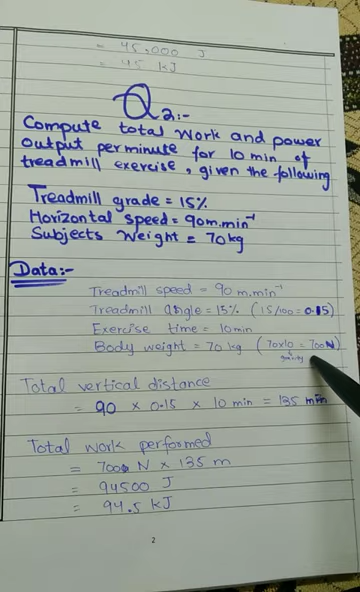 = 45,000 J
= 45 kJ
Q2:-
Compute total work and power
output per minute for 10 min of
treadmill exercise, given the following
Treadmill grade = 15%
Horizontal speed = 90m.min⁻¹
Subjects Weight = 70kg
Data:-
Treadmill speed = 90 m.min⁻¹
Treadmill angle = 15% (15/100 = 0.15)
Exercise time = 10min
Body weight = 70 kg (70x10 = 700N)
gravity
Total vertical distance
= 90 x 0.15 x 10 min = 135
Total work performed
= 700 N x 135 m
= 94500 J
= 94.5 kJ
2